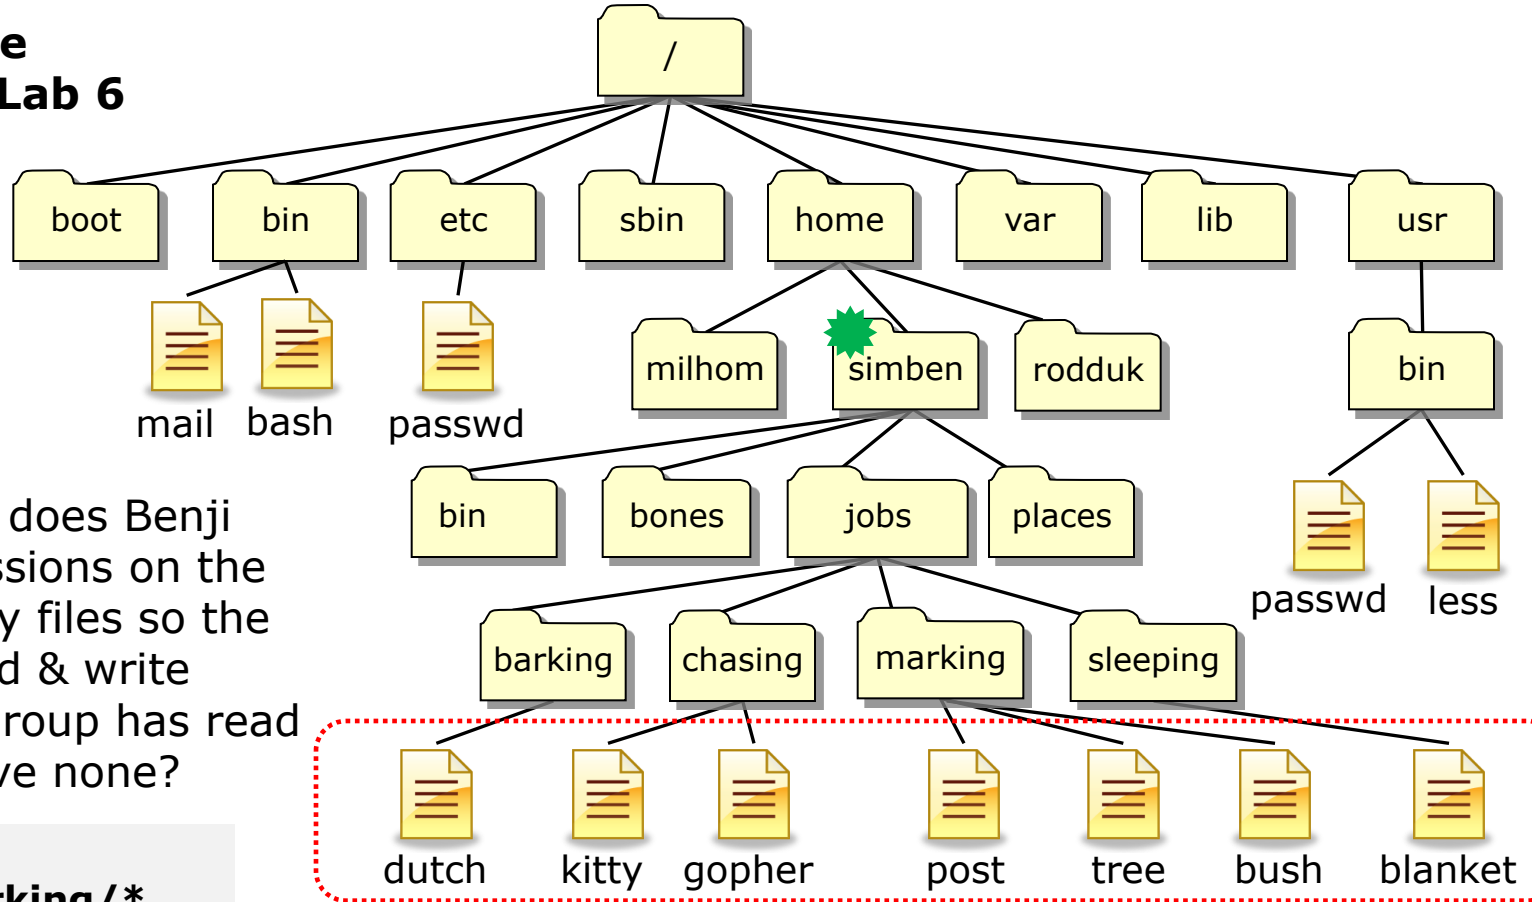 e
Lab 6
/
boot bin etc sbin home var lib usr
mail bash passwd
milhom simben rodduk bin
bin bones jobs places
passwd less
does Benji
ssions on the
y files so the
d & write
roup has read
ve none?
barking chasing marking sleeping
dutch kitty gopher post tree bush blanket
rking/*